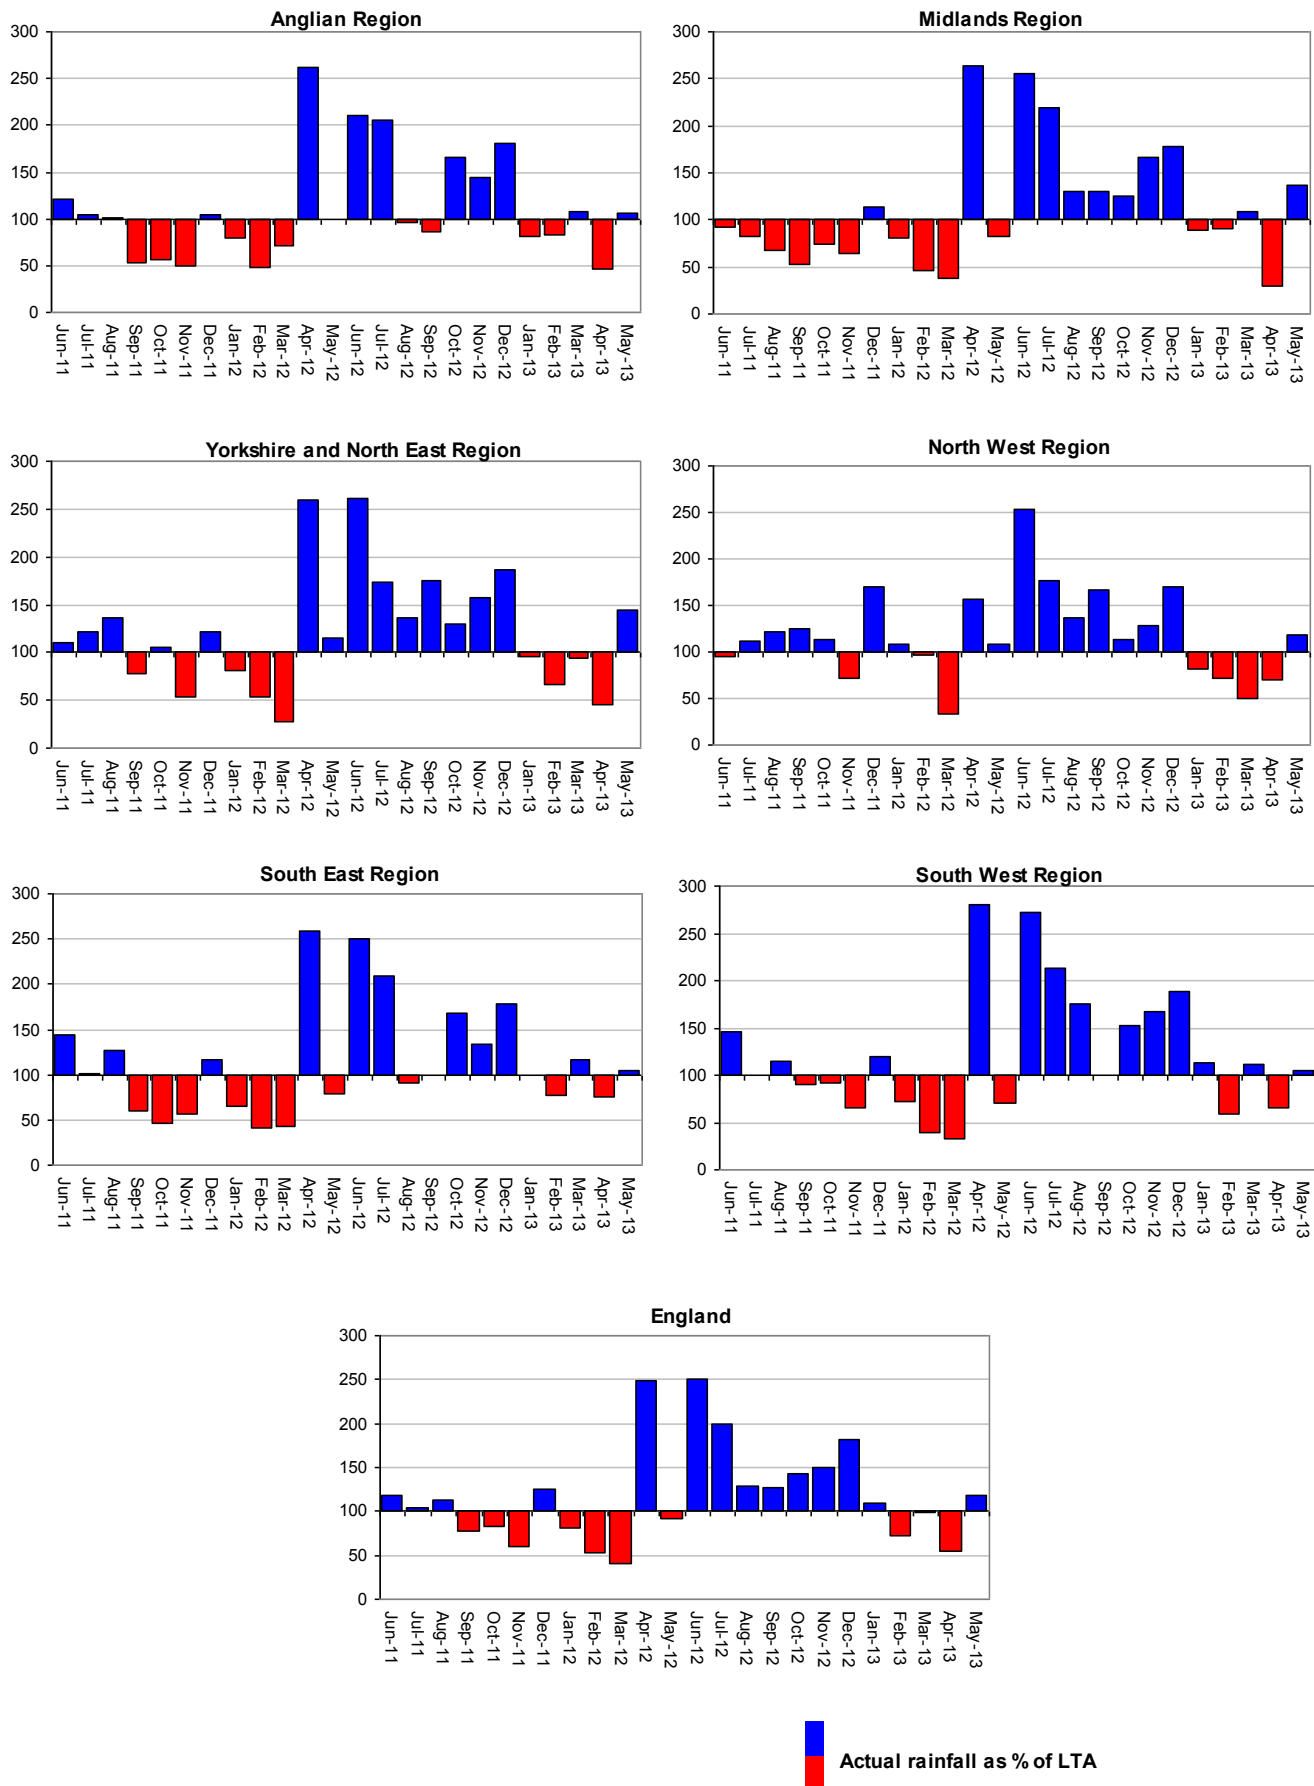 Anglian Region
300
250
200
150
100
50
0
Jun-11
Jul-11
Aug-11
Sep-11
Oct-11
Nov-11
Dec-11
Jan-12
Feb-12
Mar-12
Apr-12
May-12
Jun-12
Jul-12
Aug-12
Sep-12
Oct-12
Nov-12
Dec-12
Jan-13
Feb-13
Mar-13
Apr-13
May-13
Midlands Region
300
250
200
150
100
50
0
Jun-11
Jul-11
Aug-11
Sep-11
Oct-11
Nov-11
Dec-11
Jan-12
Feb-12
Mar-12
Apr-12
May-12
Jun-12
Jul-12
Aug-12
Sep-12
Oct-12
Nov-12
Dec-12
Jan-13
Feb-13
Mar-13
Apr-13
May-13
Yorkshire and North East Region
300
250
200
150
100
50
0
Jun-11
Jul-11
Aug-11
Sep-11
Oct-11
Nov-11
Dec-11
Jan-12
Feb-12
Mar-12
Apr-12
May-12
Jun-12
Jul-12
Aug-12
Sep-12
Oct-12
Nov-12
Dec-12
Jan-13
Feb-13
Mar-13
Apr-13
May-13
North West Region
300
250
200
150
100
50
0
Jun-11
Jul-11
Aug-11
Sep-11
Oct-11
Nov-11
Dec-11
Jan-12
Feb-12
Mar-12
Apr-12
May-12
Jun-12
Jul-12
Aug-12
Sep-12
Oct-12
Nov-12
Dec-12
Jan-13
Feb-13
Mar-13
Apr-13
May-13
South East Region
300
250
200
150
100
50
0
Jun-11
Jul-11
Aug-11
Sep-11
Oct-11
Nov-11
Dec-11
Jan-12
Feb-12
Mar-12
Apr-12
May-12
Jun-12
Jul-12
Aug-12
Sep-12
Oct-12
Nov-12
Dec-12
Jan-13
Feb-13
Mar-13
Apr-13
May-13
South West Region
300
250
200
150
100
50
0
Jun-11
Jul-11
Aug-11
Sep-11
Oct-11
Nov-11
Dec-11
Jan-12
Feb-12
Mar-12
Apr-12
May-12
Jun-12
Jul-12
Aug-12
Sep-12
Oct-12
Nov-12
Dec-12
Jan-13
Feb-13
Mar-13
Apr-13
May-13
England
300
250
200
150
100
50
0
Jun-11
Jul-11
Aug-11
Sep-11
Oct-11
Nov-11
Dec-11
Jan-12
Feb-12
Mar-12
Apr-12
May-12
Jun-12
Jul-12
Aug-12
Sep-12
Oct-12
Nov-12
Dec-12
Jan-13
Feb-13
Mar-13
Apr-13
May-13
Actual rainfall as % of LTA